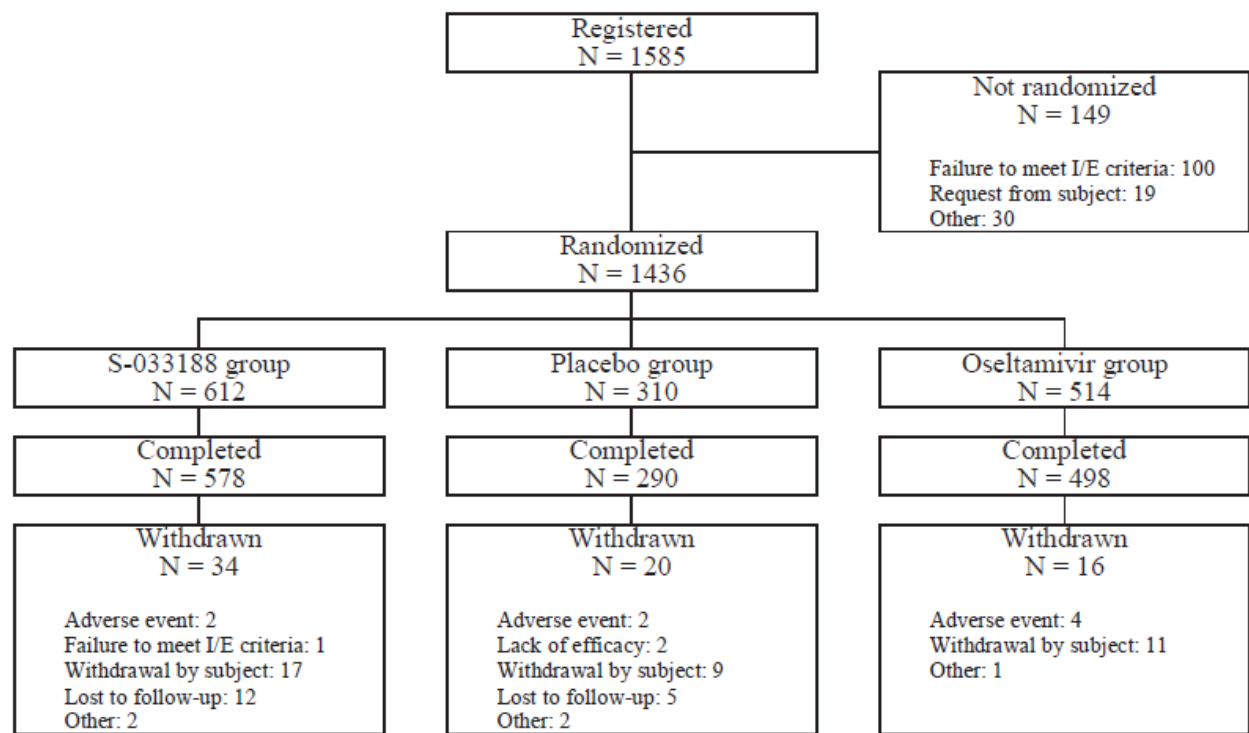 Registered
N = 1585
Not randomized
N = 149
Failure to meet I/E criteria: 100
Request from subject: 19
Other: 30
Randomized
N = 1436
S-033188 group
N = 612
Placebo group
N = 310
Oseltamivir group
N = 514
Completed
N = 578
Completed
N = 290
Completed
N = 498
Withdrawn
N = 34
Adverse event: 2
Failure to meet I/E criteria: 1
Withdrawal by subject: 17
Lost to follow-up: 12
Other: 2
Withdrawn
N = 20
Adverse event: 2
Lack of efficacy: 2
Withdrawal by subject: 9
Lost to follow-up: 5
Other: 2
Withdrawn
N = 16
Adverse event: 4
Withdrawal by subject: 11
Other: 1